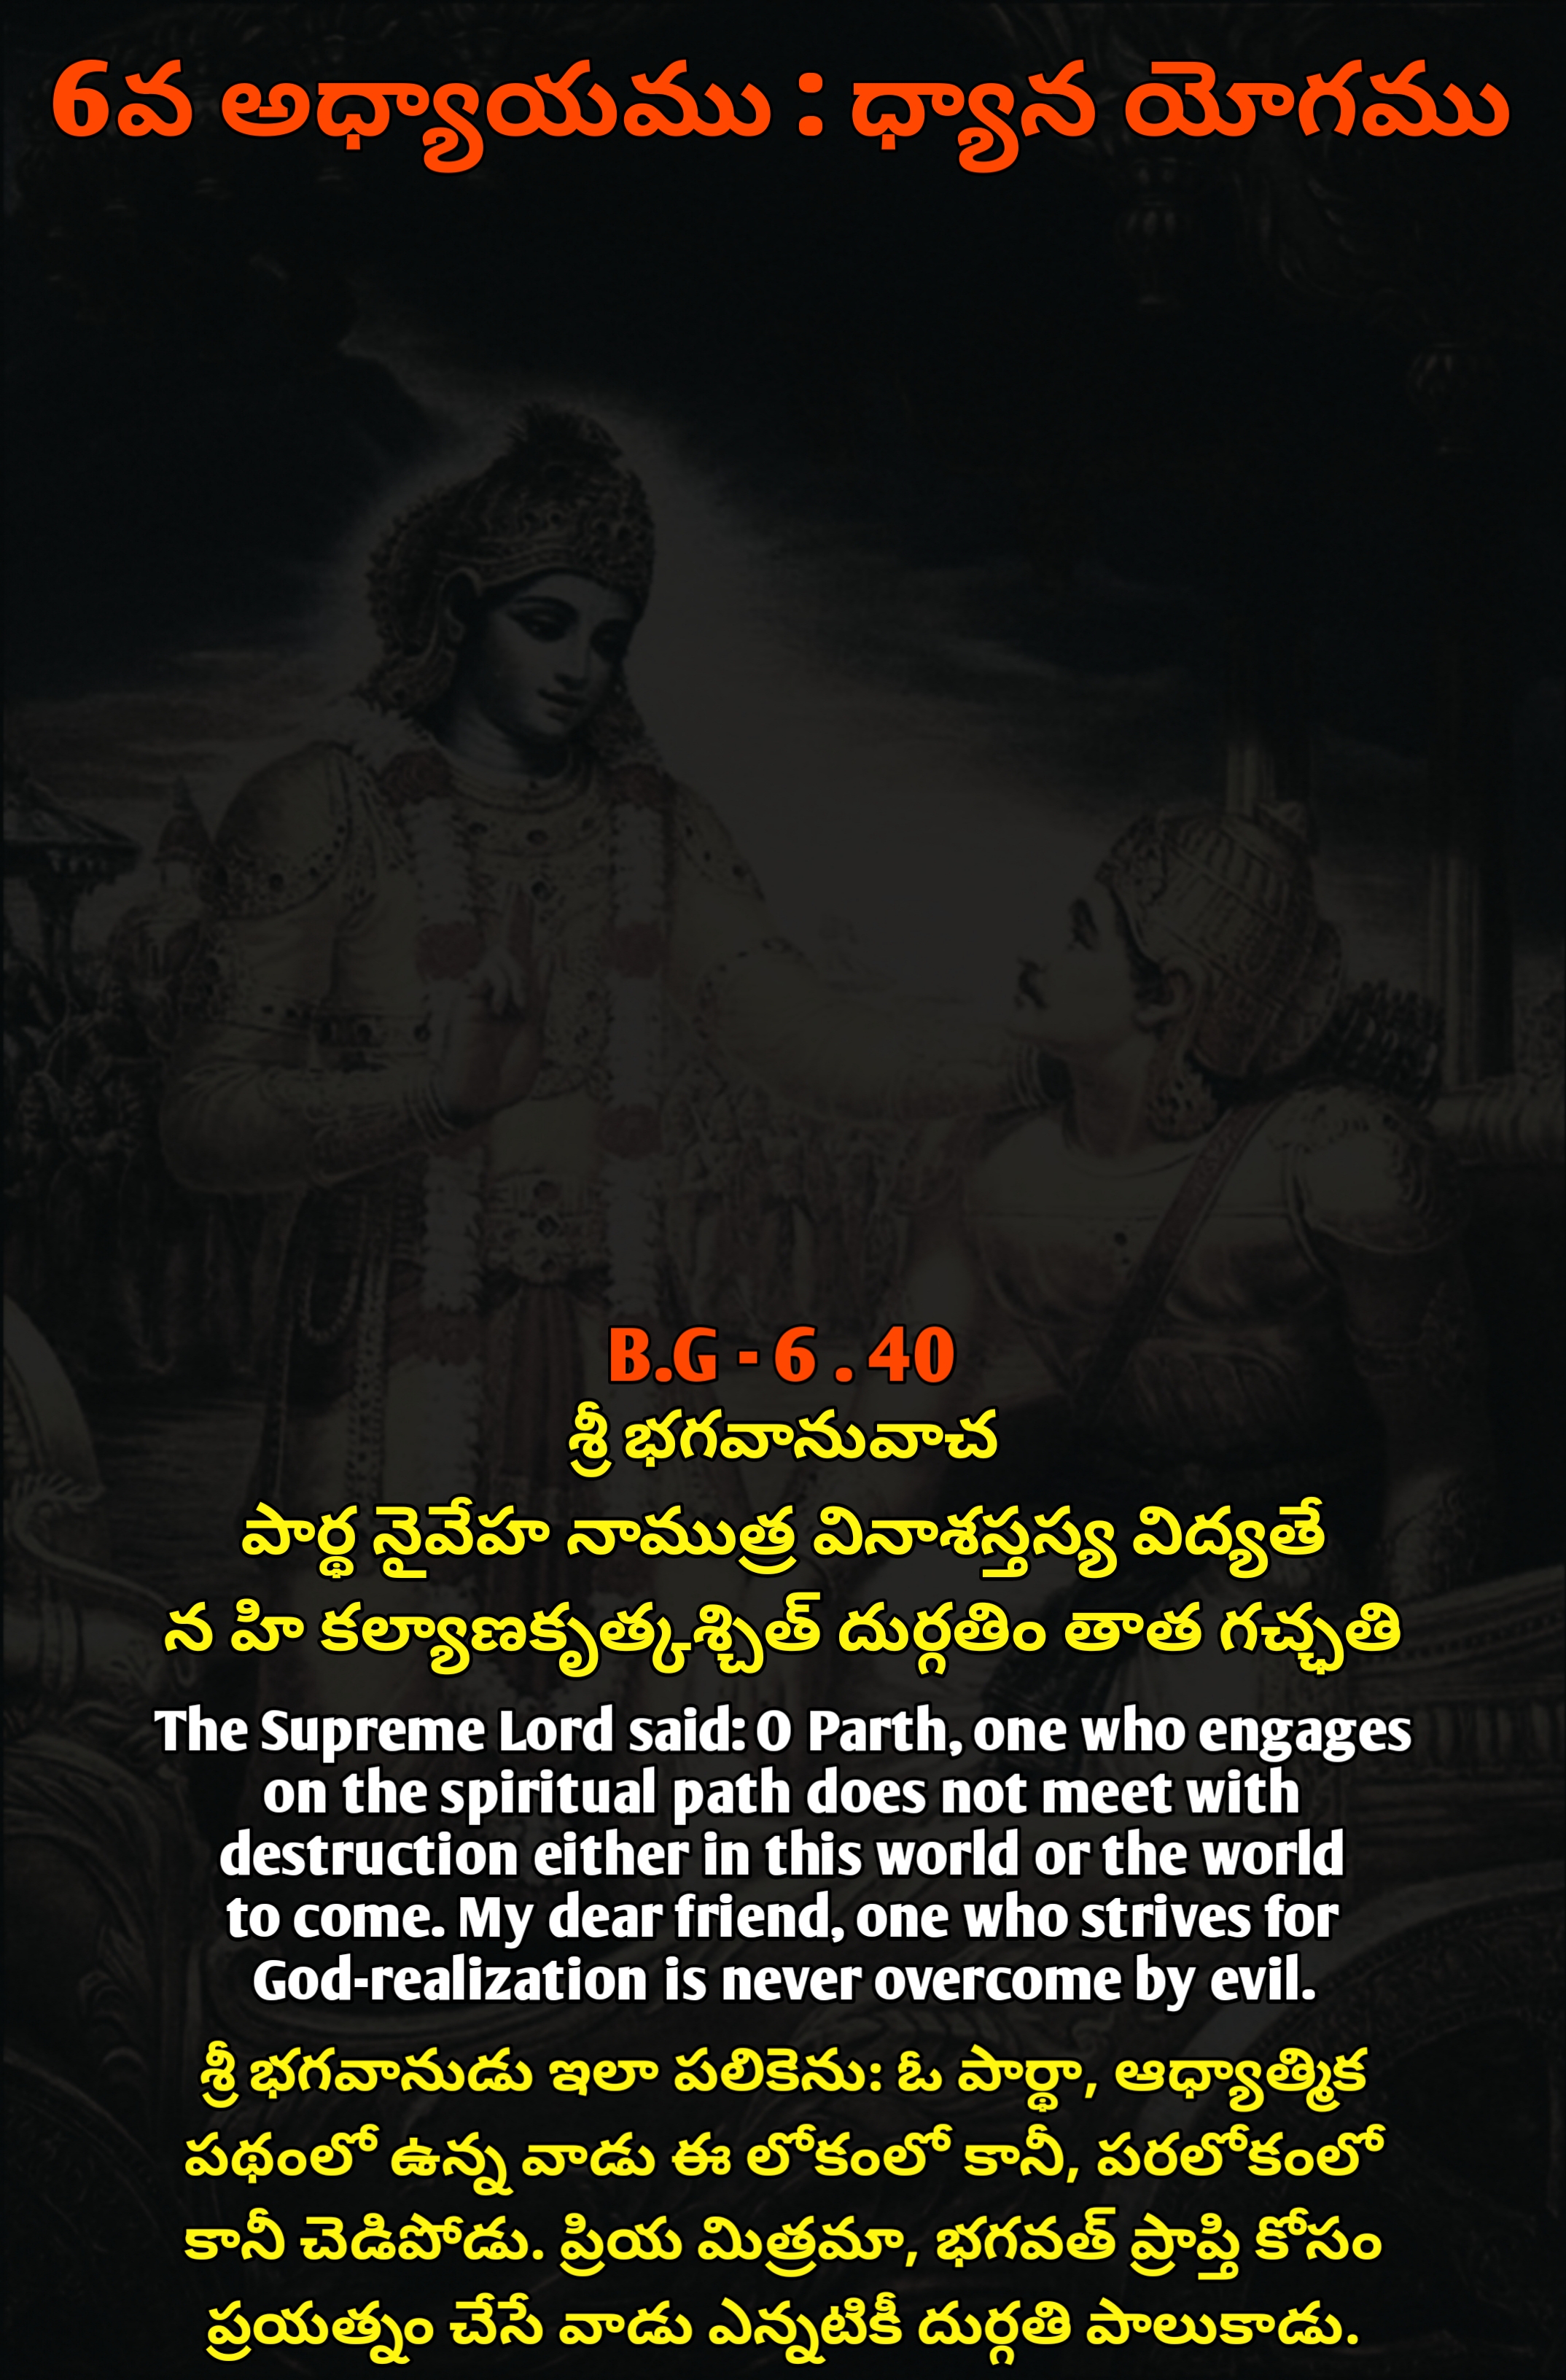 6వ అధ్యాయము : ధ్యాన యోగము
B.G - 6 . 40
శ్రీ భగవానువాచ
పార్థ నైవేహ నాముత్ర వినాశస్తస్య విద్యతే
న హి కల్యాణకృత్కశ్చిత్ దుర్గతిం తాత గచ్ఛతి
The Supreme Lord said: O Parth, one who engages
on the spiritual path does not meet with
destruction either in this world or the world
to come. My dear friend, one who strives for
God-realization is never overcome by evil.
శ్రీ భగవానుడు ఇలా పలికెను: ఓ పార్థా, ఆధ్యాత్మిక
పథంలో ఉన్న వాడు ఈ లోకంలో కానీ, పరలోకంలో
కానీ చెడిపోడు. ప్రియ మిత్రమా, భగవత్ ప్రాప్తి కోసం
ప్రయత్నం చేసే వాడు ఎన్నటికీ దుర్గతి పాలుకాడు.